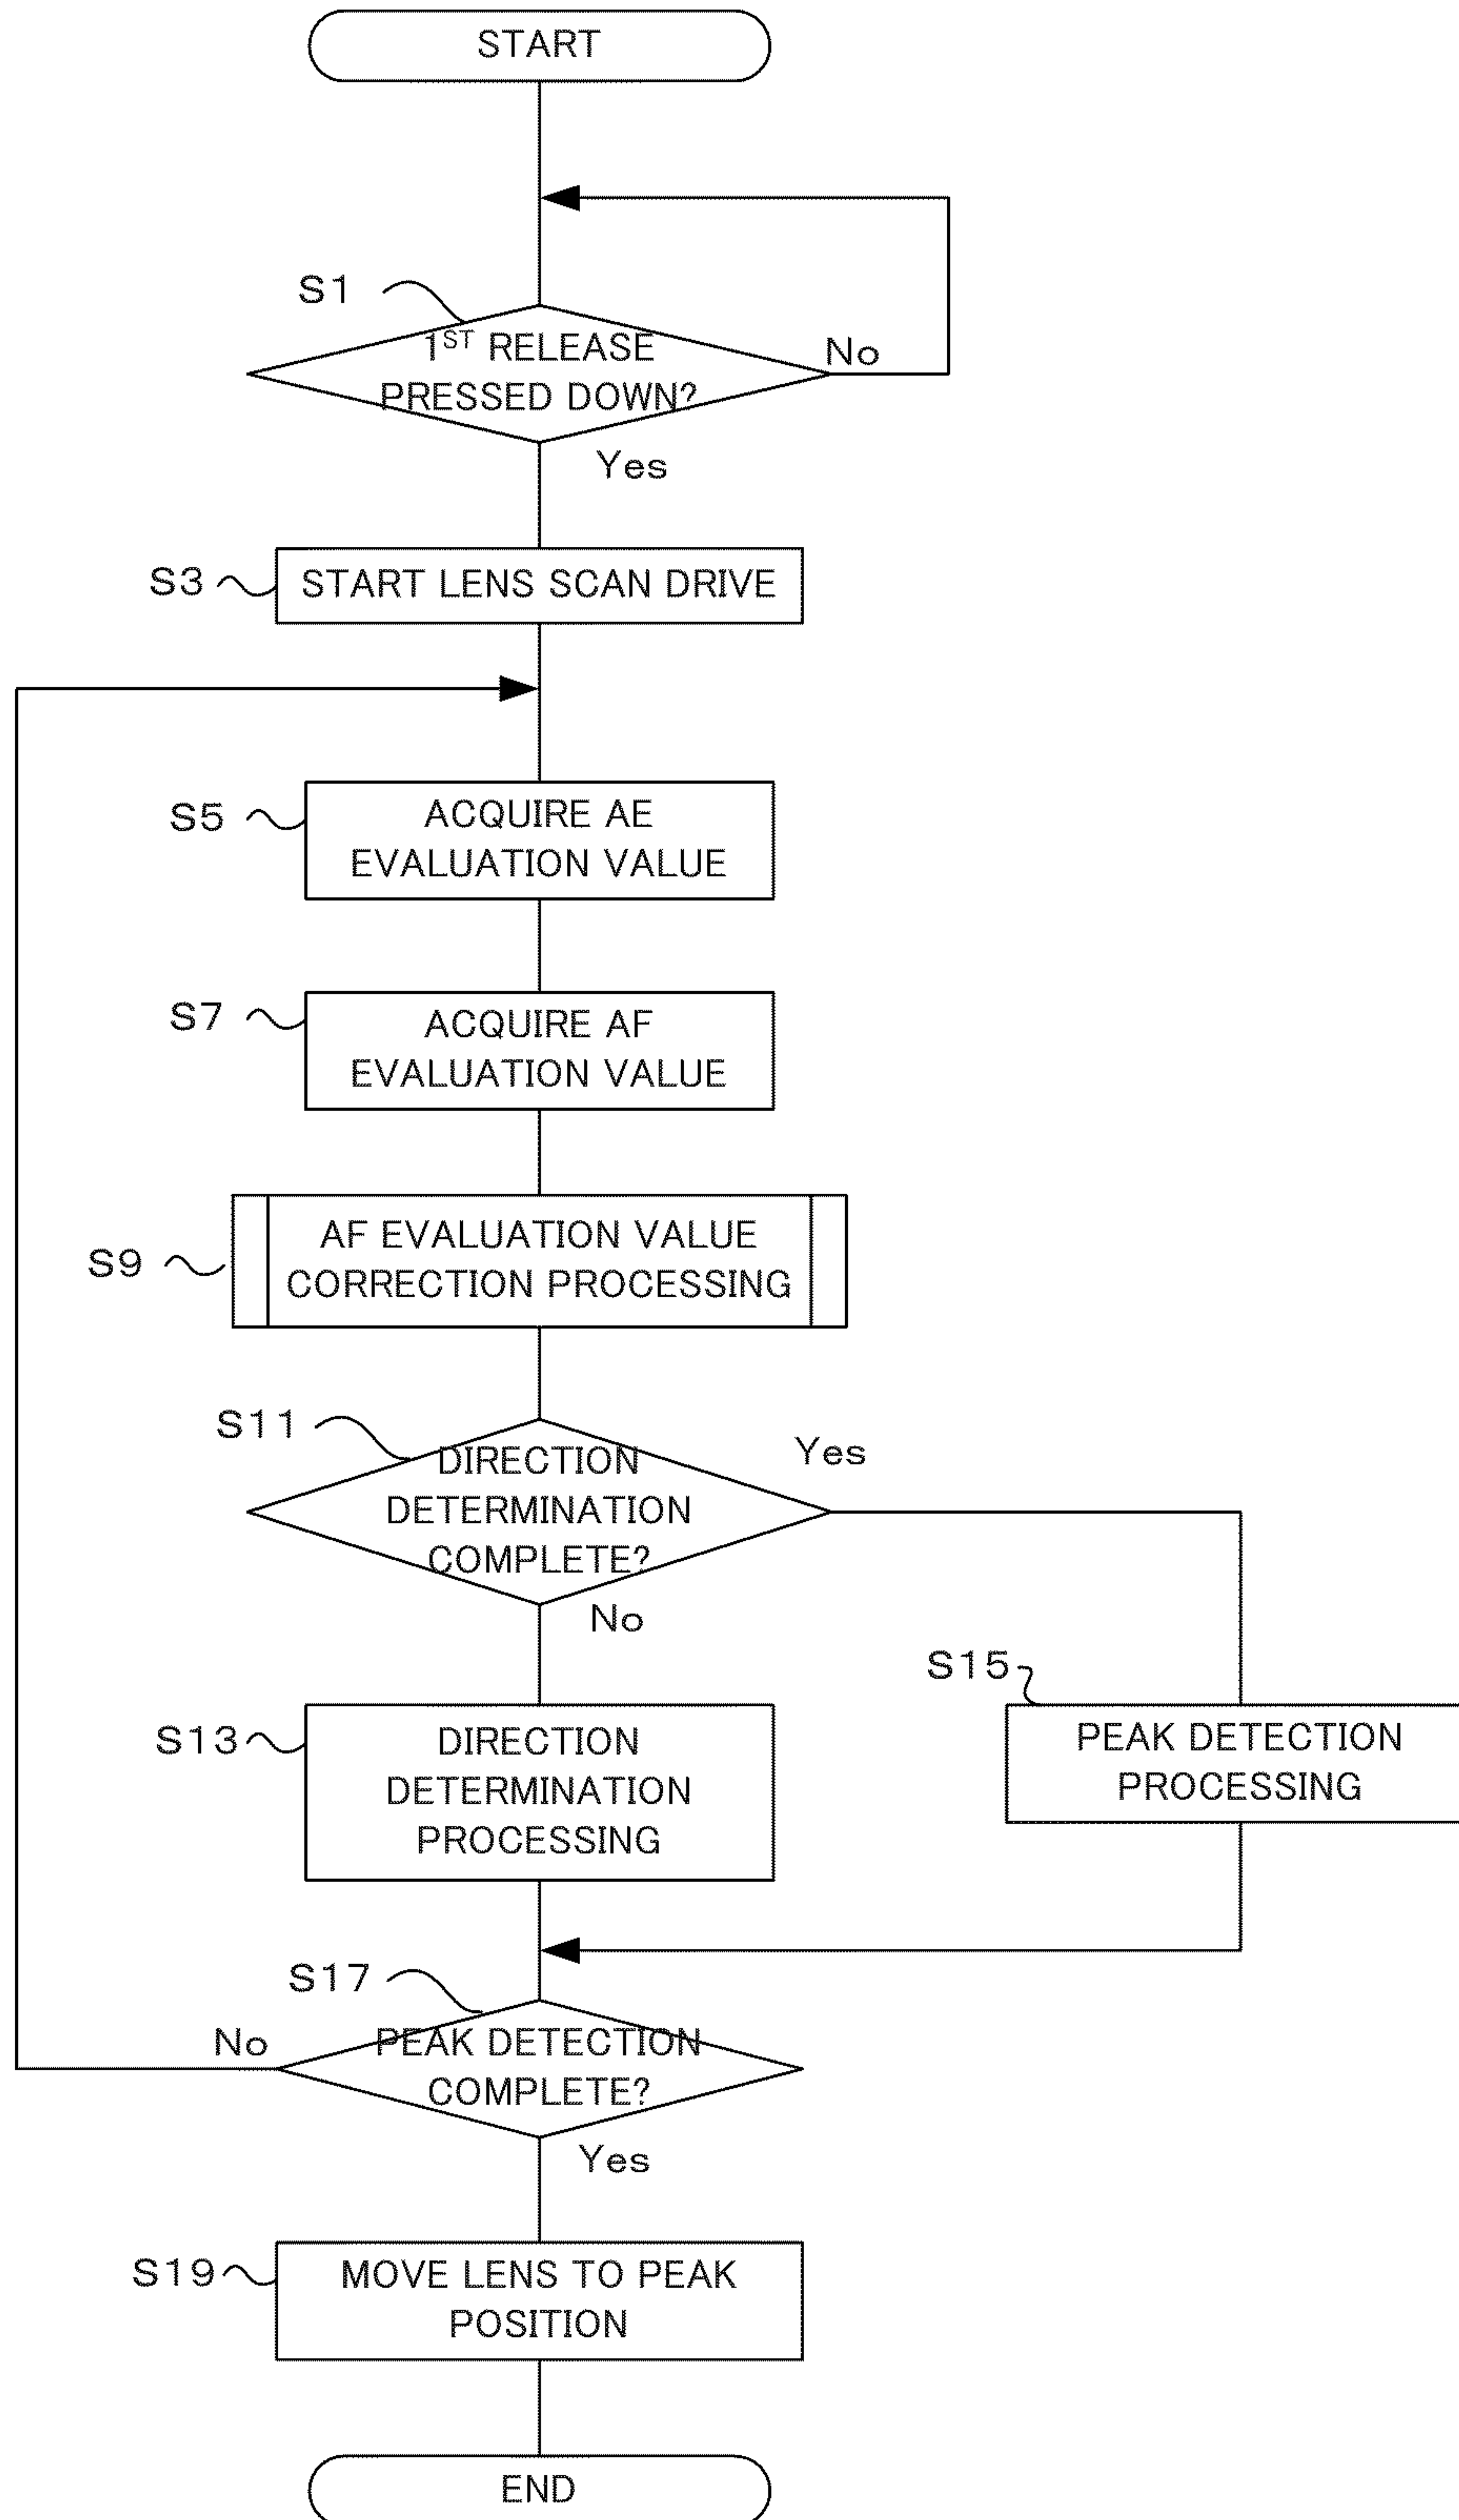 START
S1
1ST RELEASE
PRESSED DOWN?
No
Yes
S3
START LENS SCAN DRIVE
S5
ACQUIRE AE
EVALUATION VALUE
S7
ACQUIRE AF
EVALUATION VALUE
S9
AF EVALUATION VALUE
CORRECTION PROCESSING
S11
DIRECTION
DETERMINATION
COMPLETE?
Yes
No
S13
DIRECTION
DETERMINATION
PROCESSING
S15
PEAK DETECTION
PROCESSING
S17
PEAK DETECTION
COMPLETE?
No
Yes
S19
MOVE LENS TO PEAK
POSITION
END